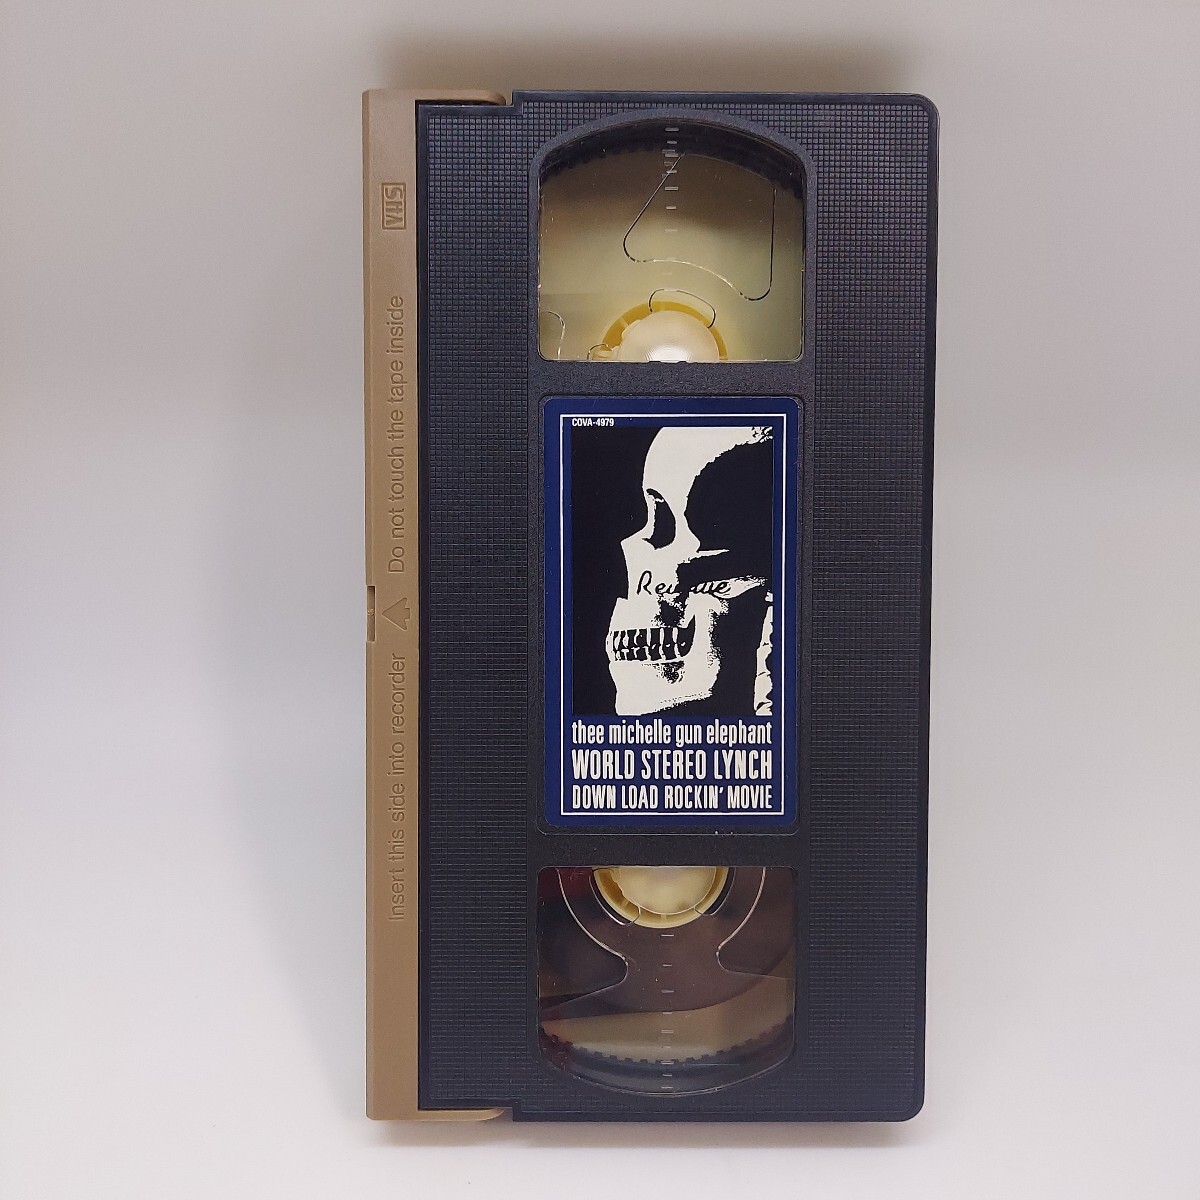 VHS
Do not touch the tape inside
Insert this side into recorder
COVA-4979
thee michelle gun elephant
WORLD STEREO LYNCH
DOWN LOAD ROCKIN' MOVIE